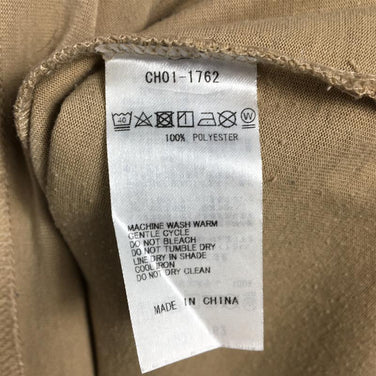 CH01-1762
40 W
100% POLYESTER
MACHINE WASH WARM
GENTLE CYCLE
DO NOT BLEACH
DO NOT TUMBLE DRY
LINE DRY IN SHADE
COOL IRON
DO NOT DRY CLEAN
MADE IN CHINA